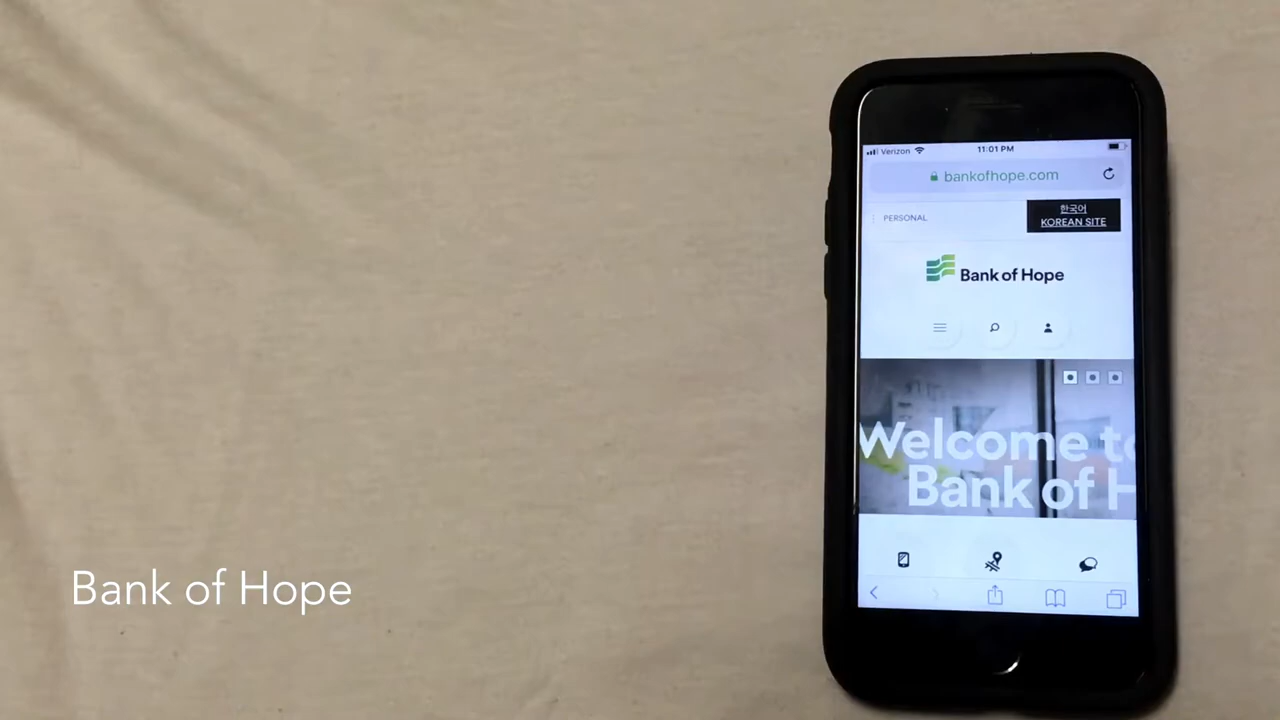 Verizon 11:01 PM
bankofhope.com
PERSONAL
한국어
KOREAN SITE
Bank of Hope
Welcome to
Bank of H
Bank of Hope